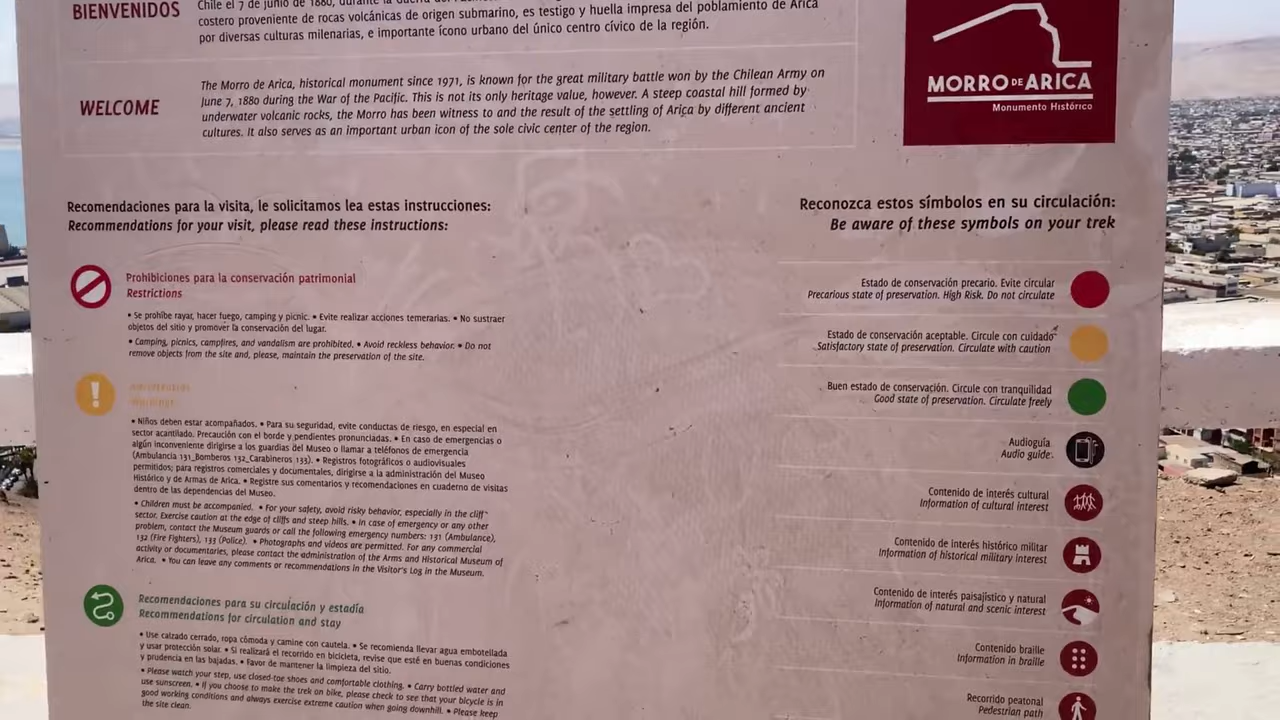 BIENVENIDOS
Chile el 7 de junio de 1880, durante la
costero proveniente de rocas volcánicas de origen submarino, es testigo y huella impresa del poblamiento de Arica
por diversas culturas milenarias, e importante ícono urbano del único centro cívico de la región.
WELCOME
The Morro de Arica, historical monument since 1971, is known for the great military battle won by the Chilean Army on
June 7, 1880 during the War of the Pacific. This is not its only heritage value, however. A steep coastal hill formed by
underwater volcanic rocks, the Morro has been witness to and the result of the settling of Arica by different ancient
cultures. It also serves as an important urban icon of the sole civic center of the region.
MORRO DE ARICA
Monumento Histórico
Recomendaciones para la visita, le solicitamos lea estas instrucciones:
Recommendations for your visit, please read these instructions:
Prohibiciones para la conservación patrimonial
Restrictions
• Se prohíbe rayar, hacer fuego, camping y picnic. • Evite realizar acciones temerarias. • No sustraer
objetos del sitio y promover la conservación del lugar.
• Camping, picnics, campfires, and vandalism are prohibited. • Avoid reckless behavior. • Do not
remove objects from the site and, please, maintain the preservation of the site.
• Niños deben estar acompañados. • Para su seguridad, evite conductas de riesgo, en especial en
sector acantilado. Precaución con el borde y pendientes pronunciadas. • En caso de emergencias o
algún inconveniente dirigirse a los guardias del Museo o llamar a teléfonos de emergencia
(Ambulancia 131_Bomberos 132_Carabineros 133). • Registros fotográficos o audiovisuales
permitidos; para registros comerciales y documentales, dirigirse a la administración del Museo
Histórico y de Armas de Arica. • Registre sus comentarios y recomendaciones en cuaderno de visitas
dentro de las dependencias del Museo.
• Children must be accompanied. • For your safety, avoid risky behavior, especially in the cliff
sector. Exercise caution at the edge of cliffs and steep hills. • In case of emergency or any other
problem, contact the Museum guards or call the following emergency numbers: 131 (Ambulance),
132 (Fire Fighters), 133 (Police). • Photographs and videos are permitted. For any commercial
activity or documentaries, please contact the administration of the Arms and Historical Museum of
Arica. • You can leave any comments or recommendations in the Visitor's Log in the Museum.
Recomendaciones para su circulación y estadía
Recommendations for circulation and stay
• Use calzado cerrado, ropa cómoda y camine con cautela. • Se recomienda llevar agua embotellada
y usar protección solar. • Si realizará el recorrido en bicicleta, revise que esté en buenas condiciones
y prudencia en las bajadas. • Favor de mantener la limpieza del sitio.
• Please watch your step, use closed-toe shoes and comfortable clothing. • Carry bottled water and
use sunscreen. • If you choose to make the trek on bike, please check to see that your bicycle is in
good working conditions and always exercise extreme caution when going downhill. • Please keep
the site clean.
Reconozca estos símbolos en su circulación:
Be aware of these symbols on your trek
Estado de conservación precario. Evite circular
Precarious state of preservation. High Risk. Do not circulate
Estado de conservación aceptable. Circule con cuidado
Satisfactory state of preservation. Circulate with caution
Buen estado de conservación. Circule con tranquilidad
Good state of preservation. Circulate freely
Audioguía
Audio guide
Contenido de interés cultural
Information of cultural interest
Contenido de interés histórico militar
Information of historical military interest
Contenido de interés paisajístico y natural
Information of natural and scenic interest
Contenido braille
Information in braille
Recorrido peatonal
Pedestrian path